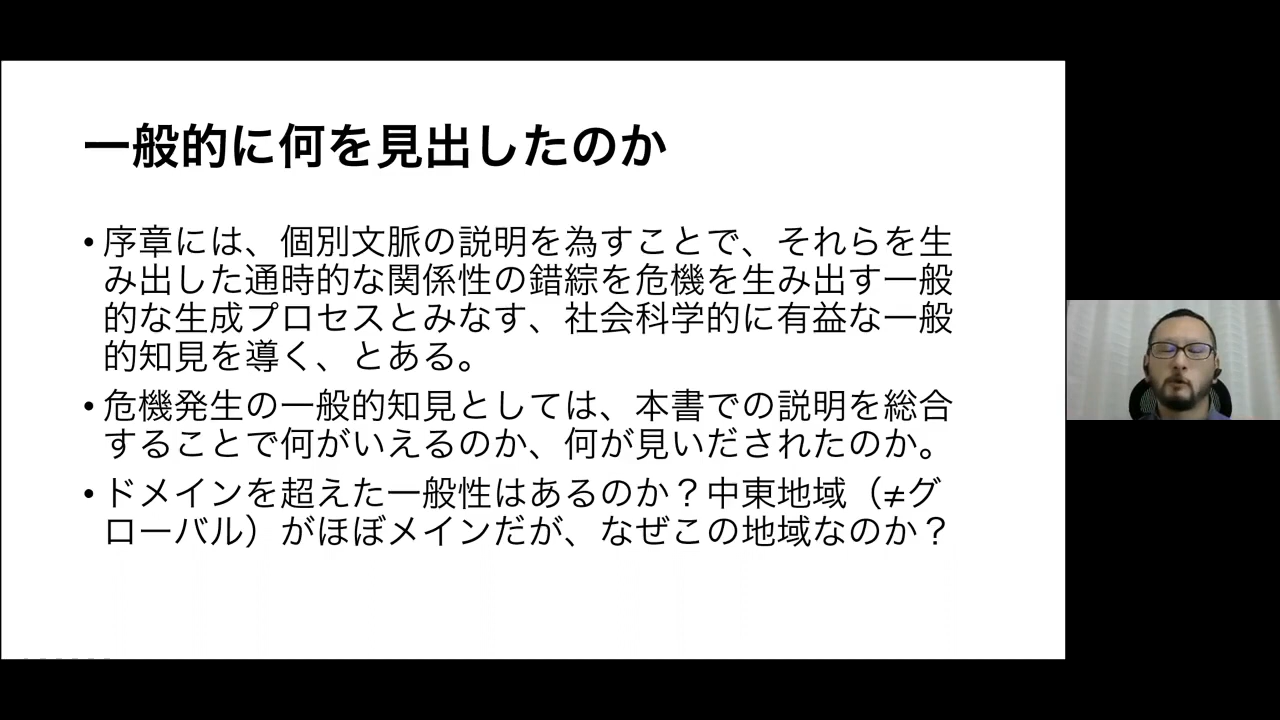 一般的に何を見出したのか
• 序章には、個別文脈の説明を為すことで、それらを生
み出した通時的な関係性の錯綜を危機を生み出す一般
的な生成プロセスとみなす、社会科学的に有益な一般
的知見を導く、とある。
• 危機発生の一般的知見としては、本書での説明を総合
することで何がいえるのか、何が見いだされたのか。
• ドメインを超えた一般性はあるのか？中東地域（≠グ
ローバル）がほぼメインだが、なぜこの地域なのか？